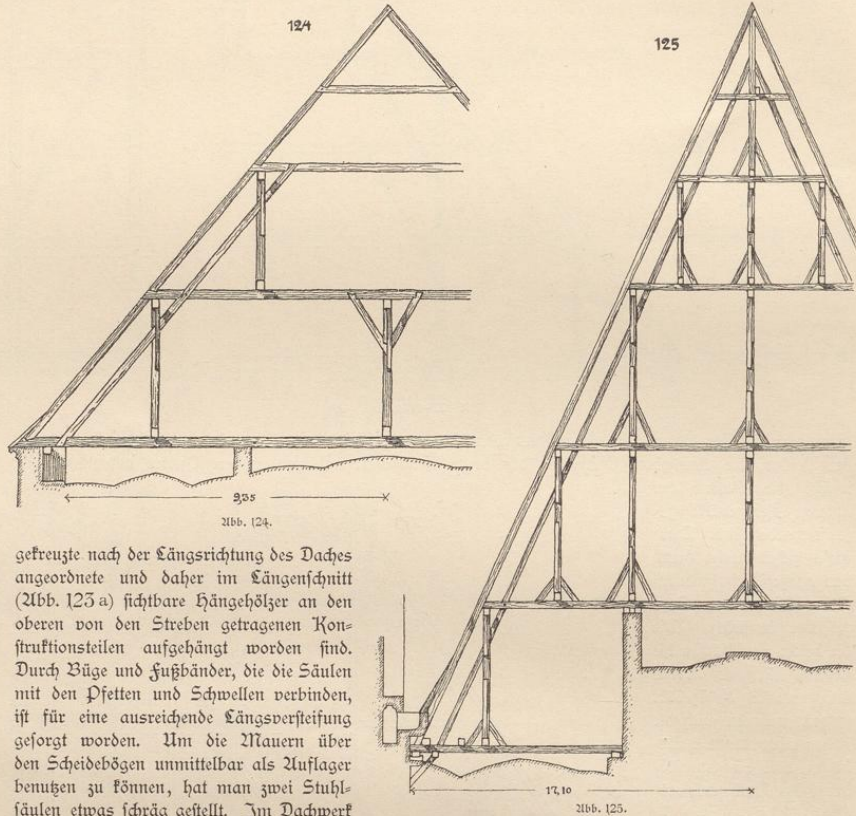 124
125
9,35
Abb. 124.
gekreuzte nach der Längsrichtung des Daches
angeordnete und daher im Längenschnitt
(Abb. 123 a) sichtbare Hängehölzer an den
oberen von den Streben getragenen Kon-
struktionsteilen aufgehängt worden sind.
Durch Büge und Fußbänder, die die Säulen
mit den Pfetten und Schwellen verbinden,
ist für eine ausreichende Längsversteifung
gesorgt worden. Um die Mauern über
den Scheidebögen unmittelbar als Auflager
benutzen zu können, hat man zwei Stuhl-
säulen etwas schräg gestellt. Im Dachwerk
17,10
Abb. 125.